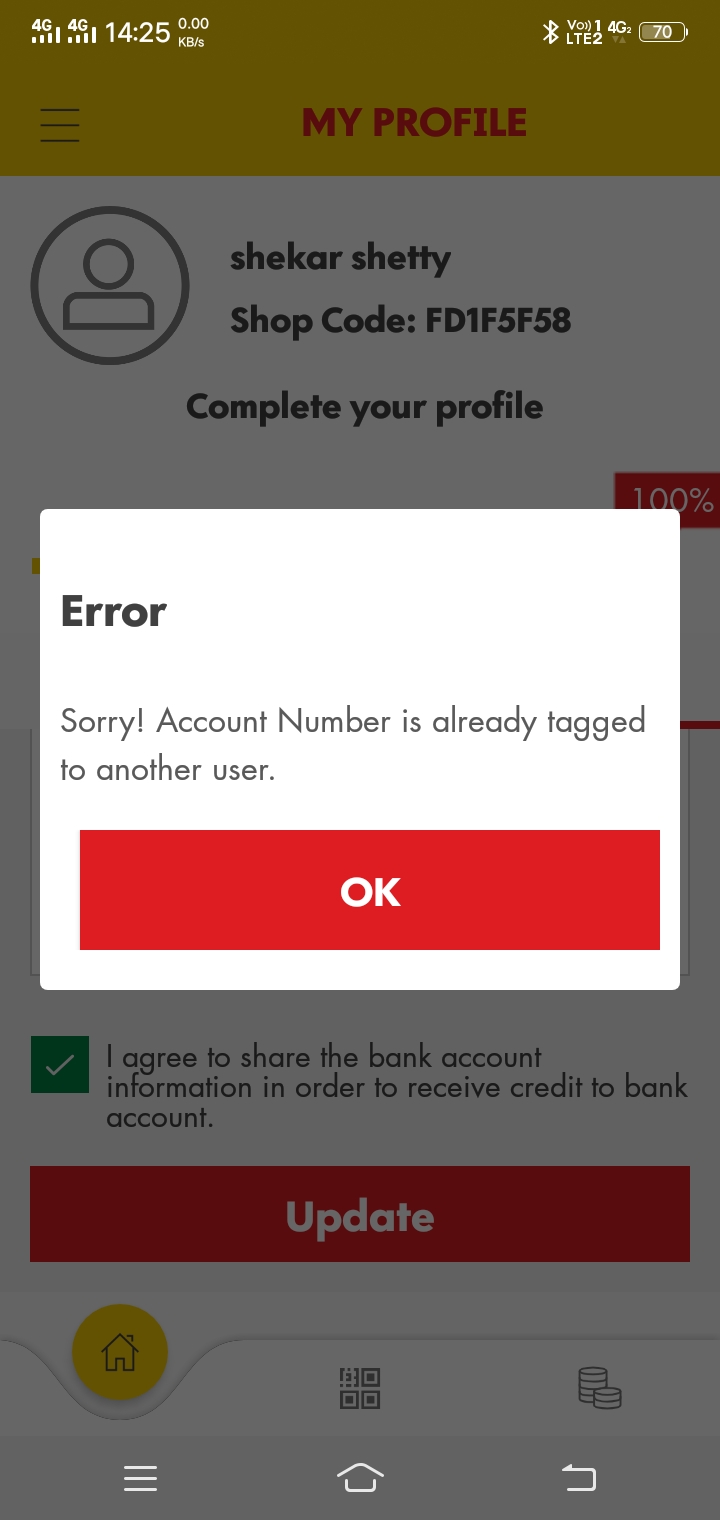 4G 4G 14:25 0.00 KB/s Vo)) 1 LTE2 4G2 70
MY PROFILE
shekar shetty
Shop Code: FD1F5F58
Complete your profile
100%
Error
Sorry! Account Number is already tagged
to another user.
OK
I agree to share the bank account
information in order to receive credit to bank
account.
Update